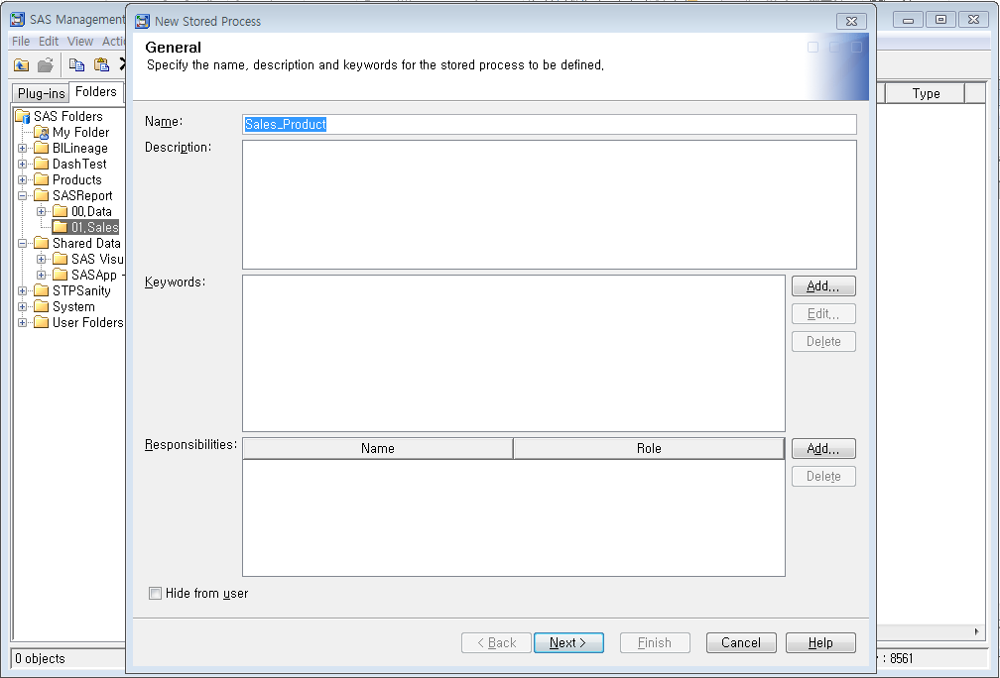 SAS Management
New Stored Process
File Edit View Actio
General
Specify the name, description and keywords for the stored process to be defined.
Plug-ins
Folders
Type
SAS Folders
My Folder
BILineage
DashTest
Products
SASReport
00.Data
01.Sales
Shared Data
SAS Visu
SASApp -
STPSanity
System
User Folders
Name:
Sales_Product
Description:
Keywords:
Add...
Edit...
Delete
Responsibilities:
Name
Role
Add...
Delete
Hide from user
< Back
Next >
Finish
Cancel
Help
0 objects
: 8561